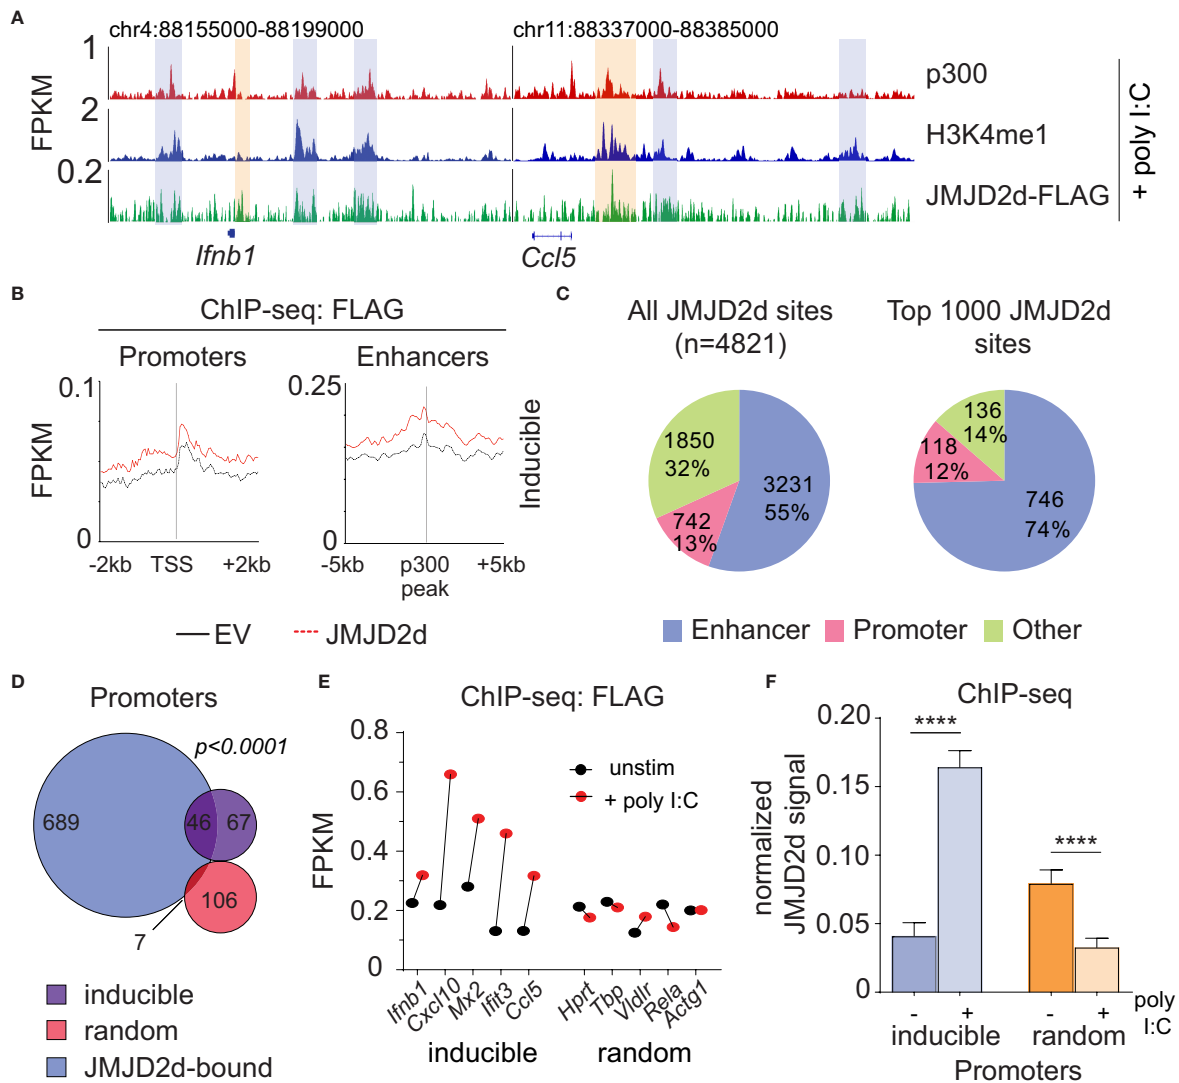 A
chr4:88155000-88199000
chr11:88337000-88385000
1
2
0.2
FPKM
p300
H3K4me1
JMJD2d-FLAG
+ poly I:C
Ifnb1
Ccl5
B
ChIP-seq: FLAG
Promoters
Enhancers
0.1
0
FPKM
-2kb TSS +2kb
0.25
0
-5kb p300 +5kb
peak
Inducible
EV
JMJD2d
C
All JMJD2d sites
(n=4821)
1850
32%
742
13%
3231
55%
Top 1000 JMJD2d
sites
136
14%
118
12%
746
74%
Enhancer
Promoter
Other
D
Promoters
p<0.0001
689
46
67
106
7
inducible
random
JMJD2d-bound
E
ChIP-seq: FLAG
0.8
0.6
0.4
0.2
0
FPKM
unstim
+ poly I:C
Ifnb1
Cxcl10
Mx2
Ifit3
Ccl5
Hprt
Tbp
Vldlr
Rela
Actg1
inducible
random
F
ChIP-seq
0.20
0.15
0.10
0.05
0
normalized
JMJD2d signal
****
****
- + - +
poly
I:C
inducible
random
Promoters